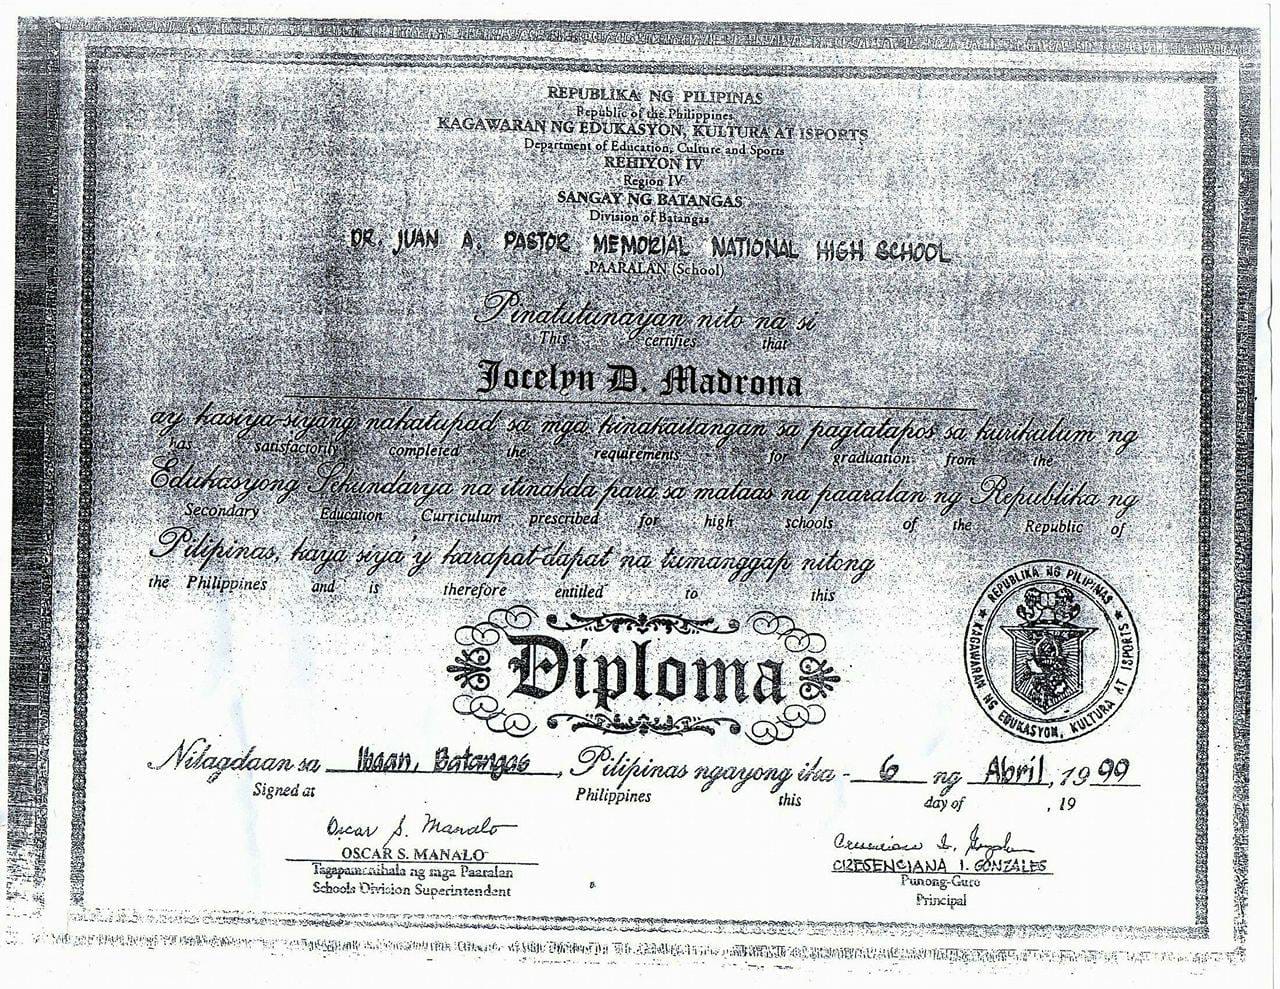 REPUBLIKA NG PILIPINAS
Republic of the Philippines
KAGAWARAN NG EDUKASYON, KULTURA AT ISPORTS
Department of Education, Culture and Sports
REHIYON IV
Region IV
SANGAY NG BATANGAS
Division of Batangas
DR. JUAN A. PASTOR MEMORIAL NATIONAL HIGH SCHOOL
PAARALAN (School)
Pinatutunayan nito na si
This certifies that
Jocelyn D. Madrona
ay kasiya-siyang nakatupad sa mga kinakailangan sa pagtatapos sa kurikulum ng
has satisfactorily completed the requirements for graduation from the
Edukasyong Sekundarya na itinakda para sa mataas na paaralan ng Republika ng
Secondary Education Curriculum prescribed for high schools of the Republic of
Pilipinas, kaya siya'y karapat-dapat na tumanggap nitong
the Philippines and is therefore entitled to this
Diploma
REPUBLIKA NG PILIPINAS
KAGAWARAN NG EDUKASYON, KULTURA AT ISPORTS
Nilagdaan sa Ibaan, Batangas, Pilipinas ngayong ika - 6 ng Abril, 1999
Signed at Philippines this day of , 19
Oscar S. Manalo
OSCAR S. MANALO
Tagapamanihala ng mga Paaralan
Schools Division Superintendent
CRESENCIANA I. GONZALES
Punong-Guro
Principal